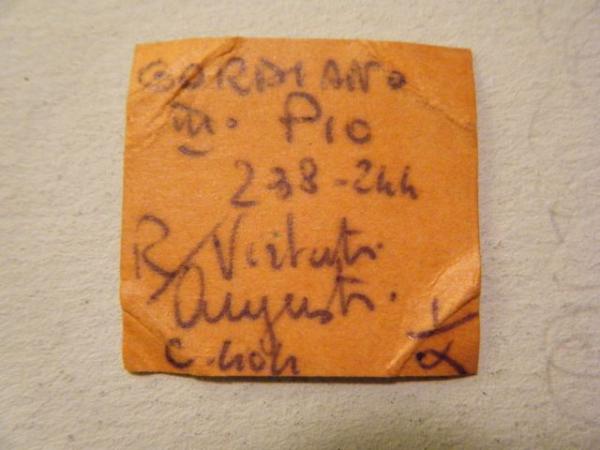 GORDIANO
III. PIO
238-244
R/ Virtuti
Augusti.
C. 404